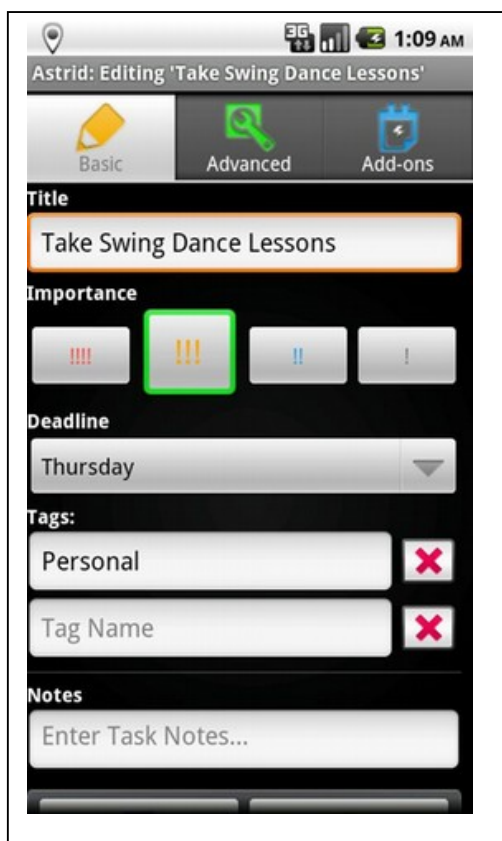 3G 1:09 AM
Astrid: Editing 'Take Swing Dance Lessons'
Basic Advanced Add-ons
Title
Take Swing Dance Lessons
Importance
!!!! !!! !! !
Deadline
Thursday
Tags:
Personal
Tag Name
Notes
Enter Task Notes...